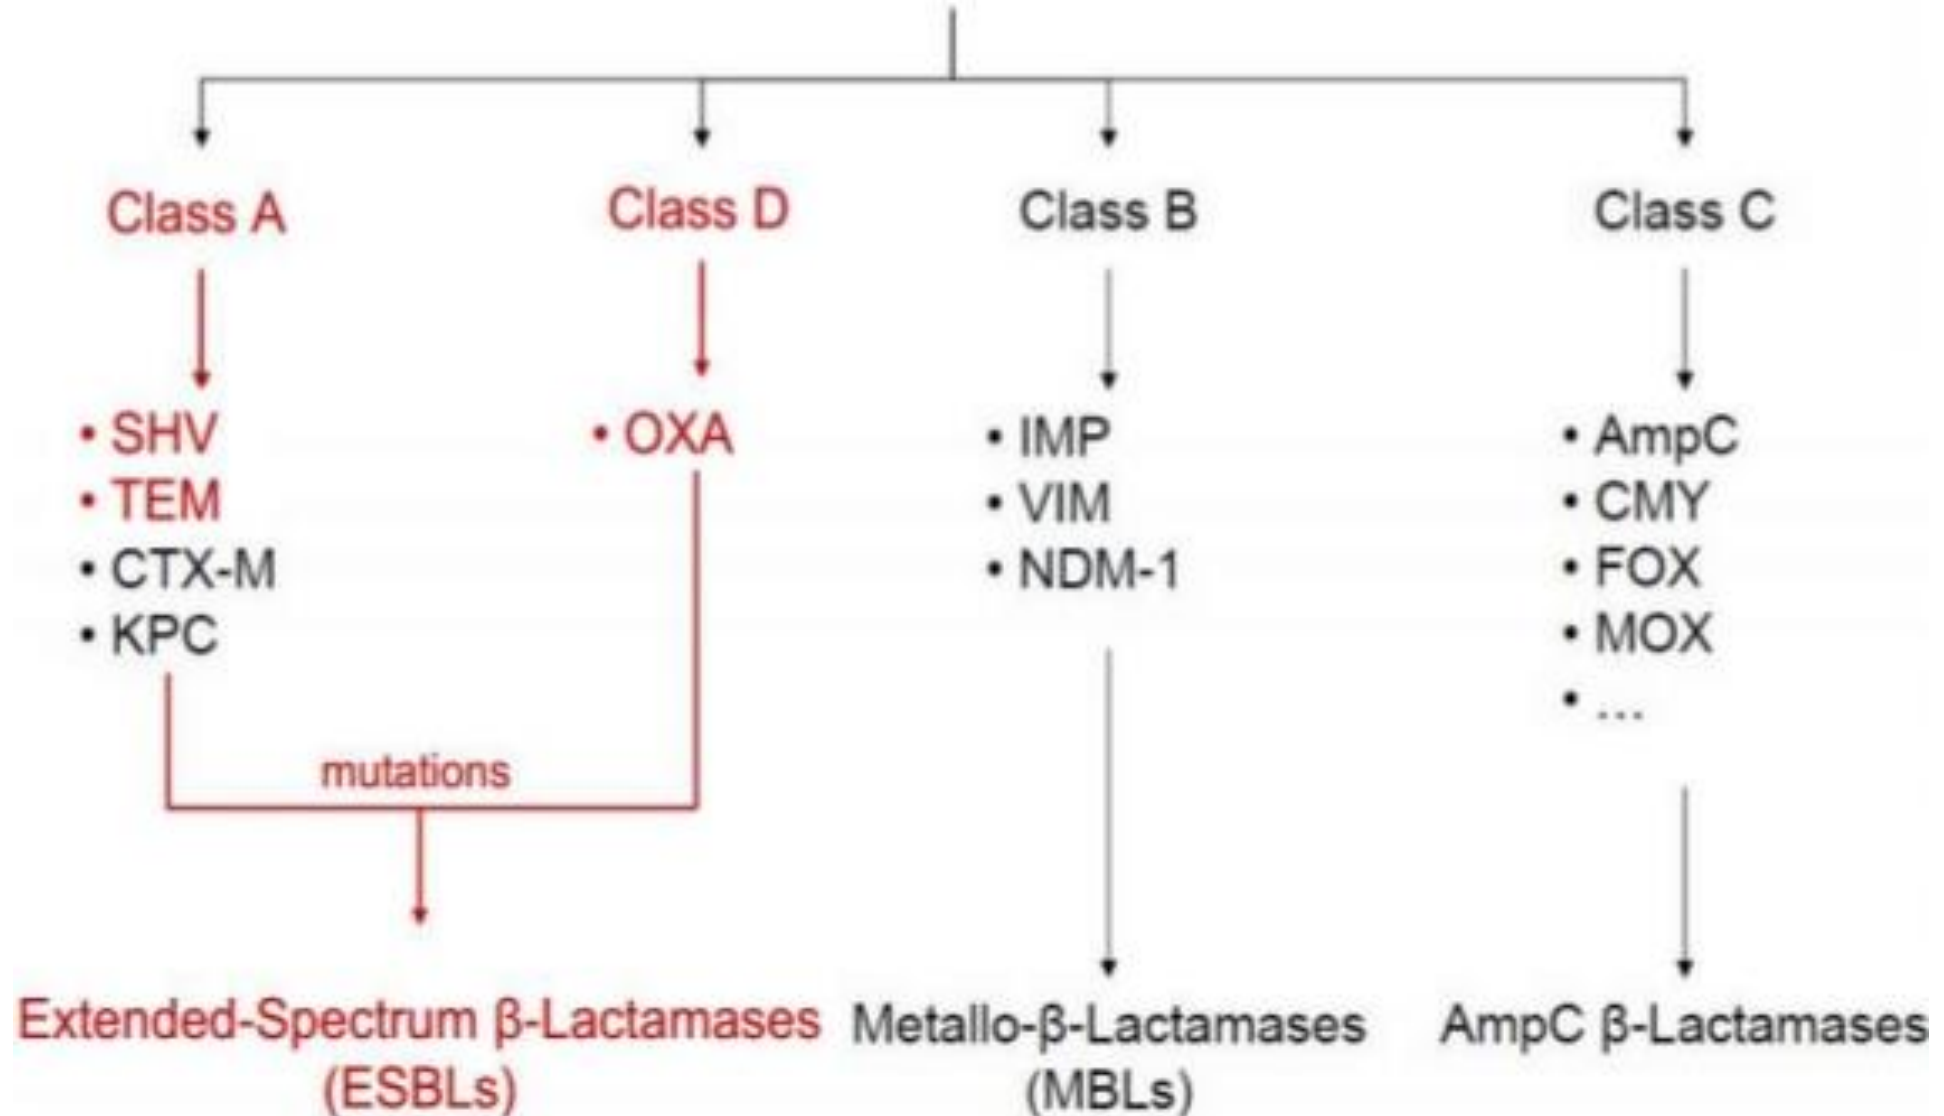 Class A
Class D
Class B
Class C
• SHV
• TEM
• CTX-M
• KPC
• OXA
• IMP
• VIM
• NDM-1
• AmpC
• CMY
• FOX
• MOX
• ...
mutations
Extended-Spectrum β-Lactamases
(ESBLs)
Metallo-β-Lactamases
(MBLs)
AmpC β-Lactamases